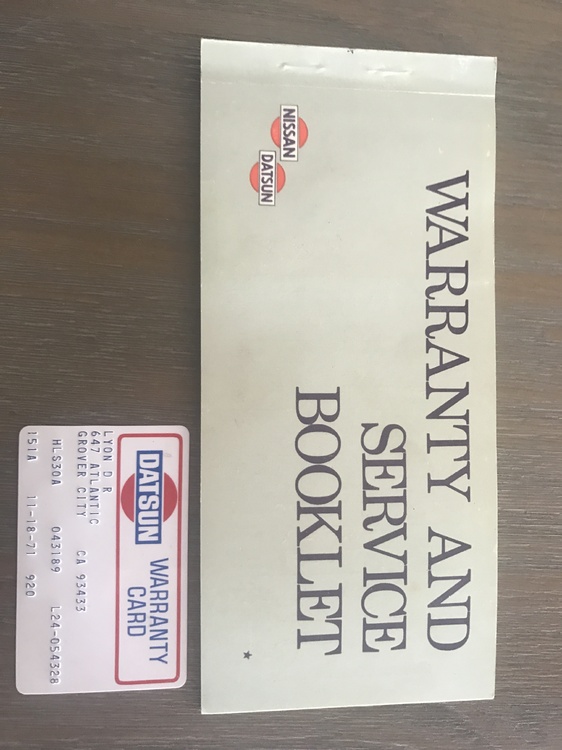 WARRANTY AND
SERVICE
BOOKLET
NISSAN
DATSUN
DATSUN
WARRANTY
CARD
LYON D R
647 ATLANTIC
GROVER CITY CA 93433
HLS30A 043189 L24-054328
151A 11-18-71 920